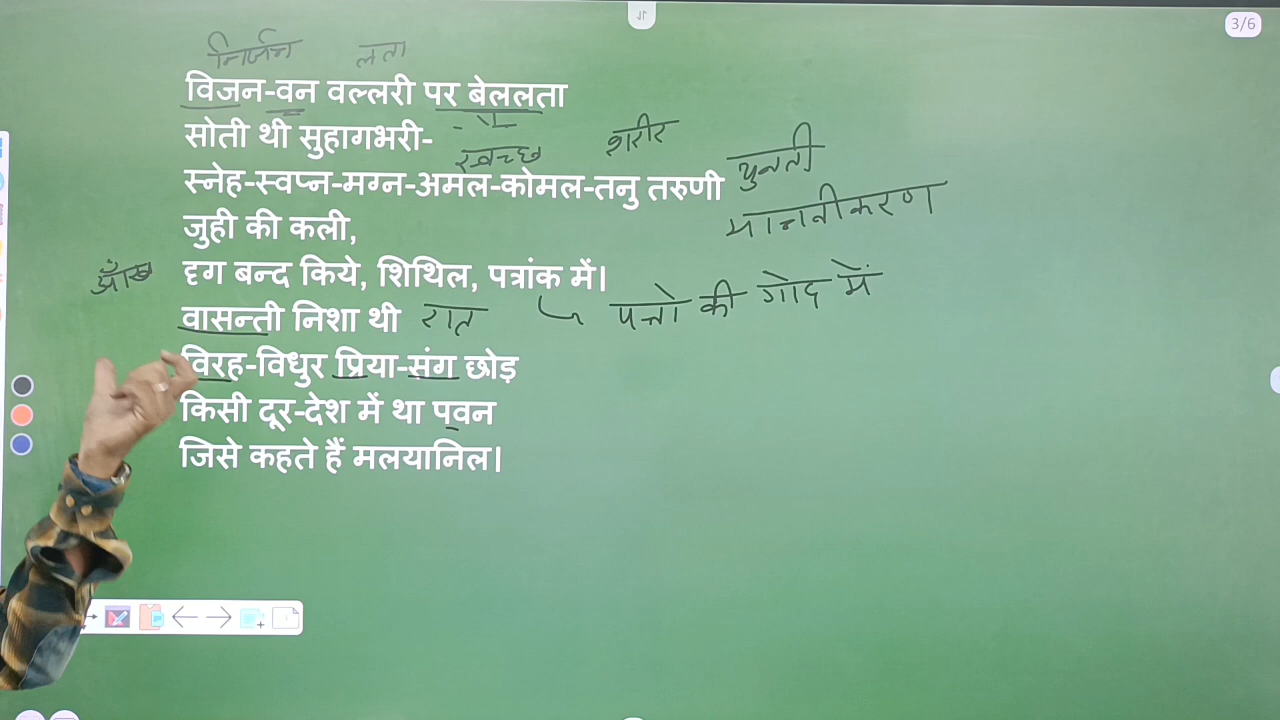 3/6
निर्जन लता
विजन-वन वल्लरी पर बेललता
सोती थी सुहागभरी-
स्वच्छ शरीर
स्नेह-स्वप्न-मग्न-अमल-कोमल-तनु तरुणी युवती
मानवीकरण
जुही की कली,
आँख दृग बन्द किये, शिथिल, पत्रांक में।
पत्तो की गोद में
वासन्ती निशा थी रात
विरह-विधुर प्रिया-संग छोड़
किसी दूर-देश में था पवन
जिसे कहते हैं मलयानिल।